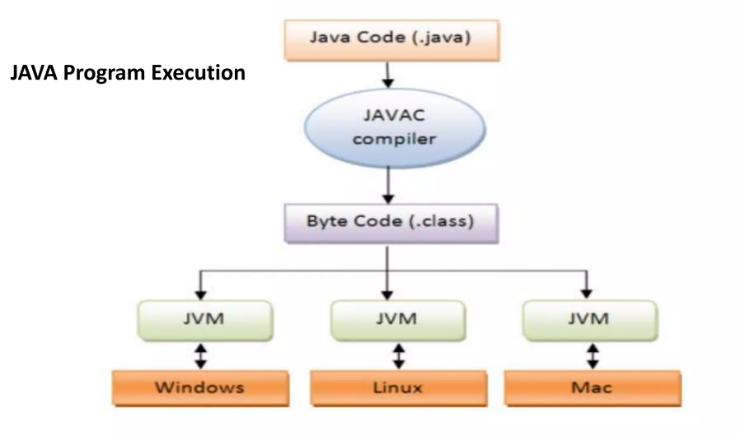 Java Code (.java)
JAVA Program Execution
JAVAC
compiler
Byte Code (.class)
JVM
JVM
JVM
Windows
Linux
Mac